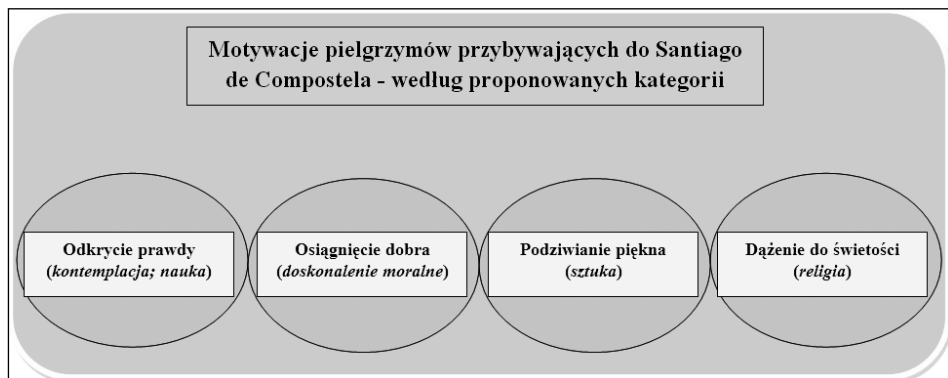 Motywacje pielgrzymów przybywających do Santiago
de Compostela - według proponowanych kategorii
Odkrycie prawdy
(kontemplacja; nauka)
Osiągnięcie dobra
(doskonalenie moralne)
Podziwianie piękna
(sztuka)
Dążenie do świetości
(religia)